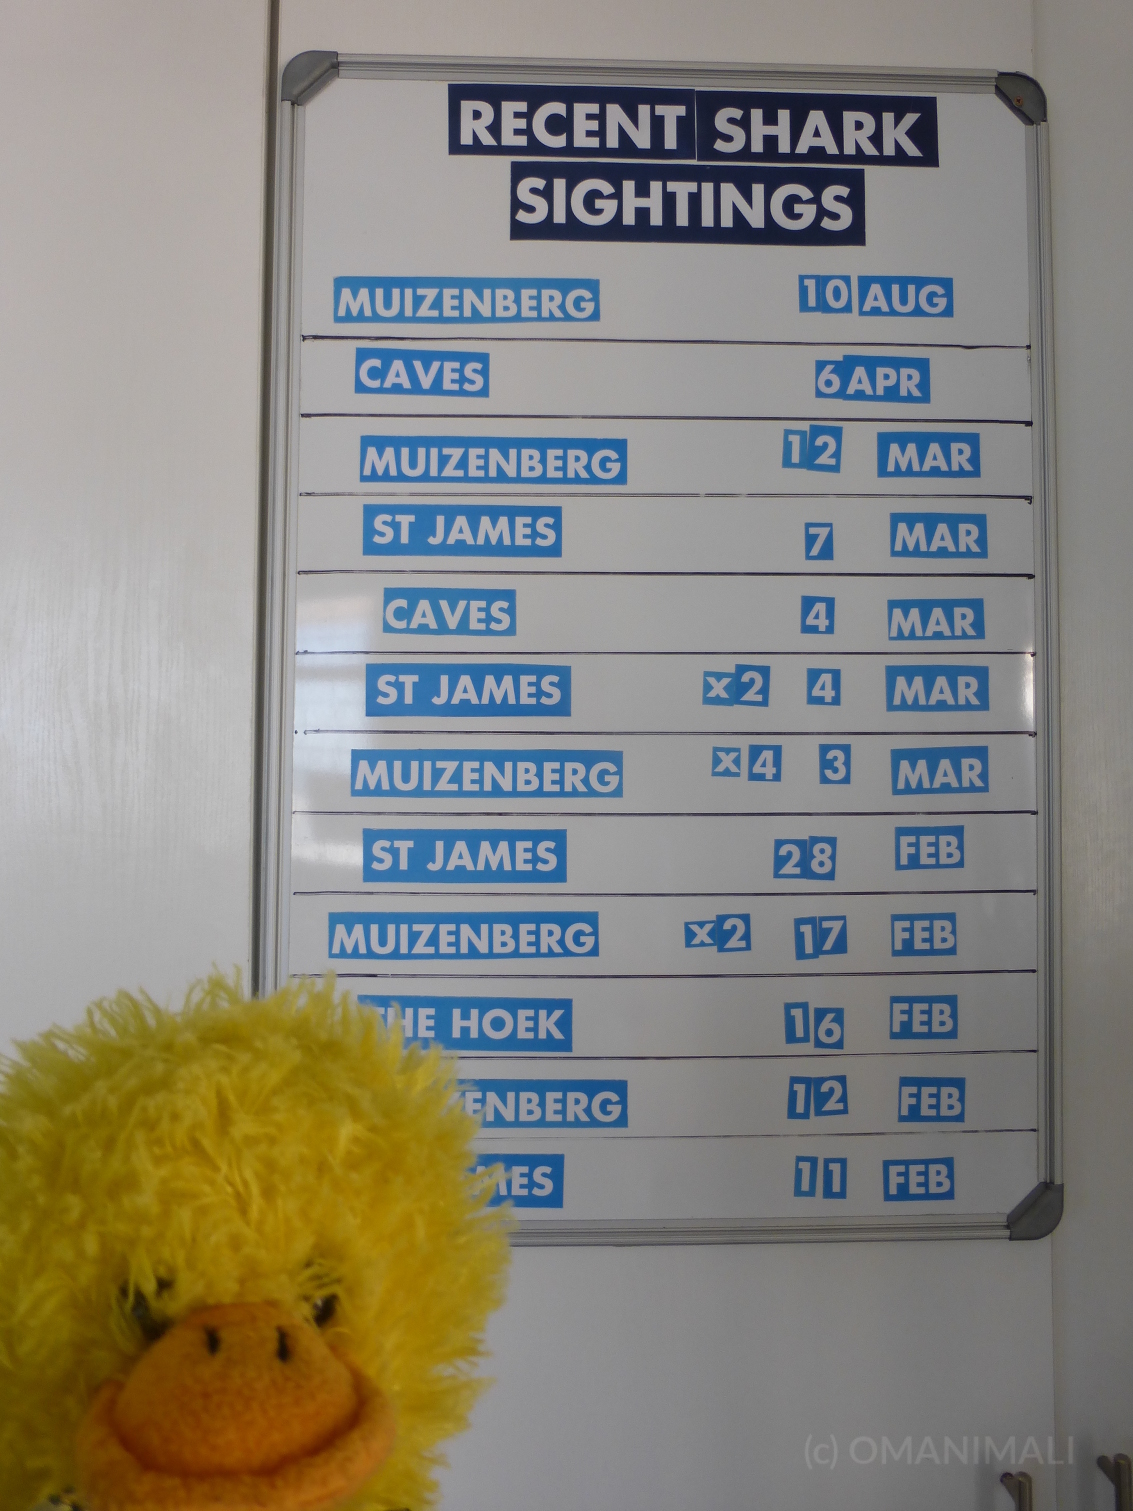 RECENT SHARK
SIGHTINGS
MUIZENBERG 10 AUG
CAVES 6 APR
MUIZENBERG 12 MAR
ST JAMES 7 MAR
CAVES 4 MAR
ST JAMES x2 4 MAR
MUIZENBERG x4 3 MAR
ST JAMES 28 FEB
MUIZENBERG x2 17 FEB
THE HOEK 16 FEB
12 FEB
11 FEB
(c) OMANIMALI